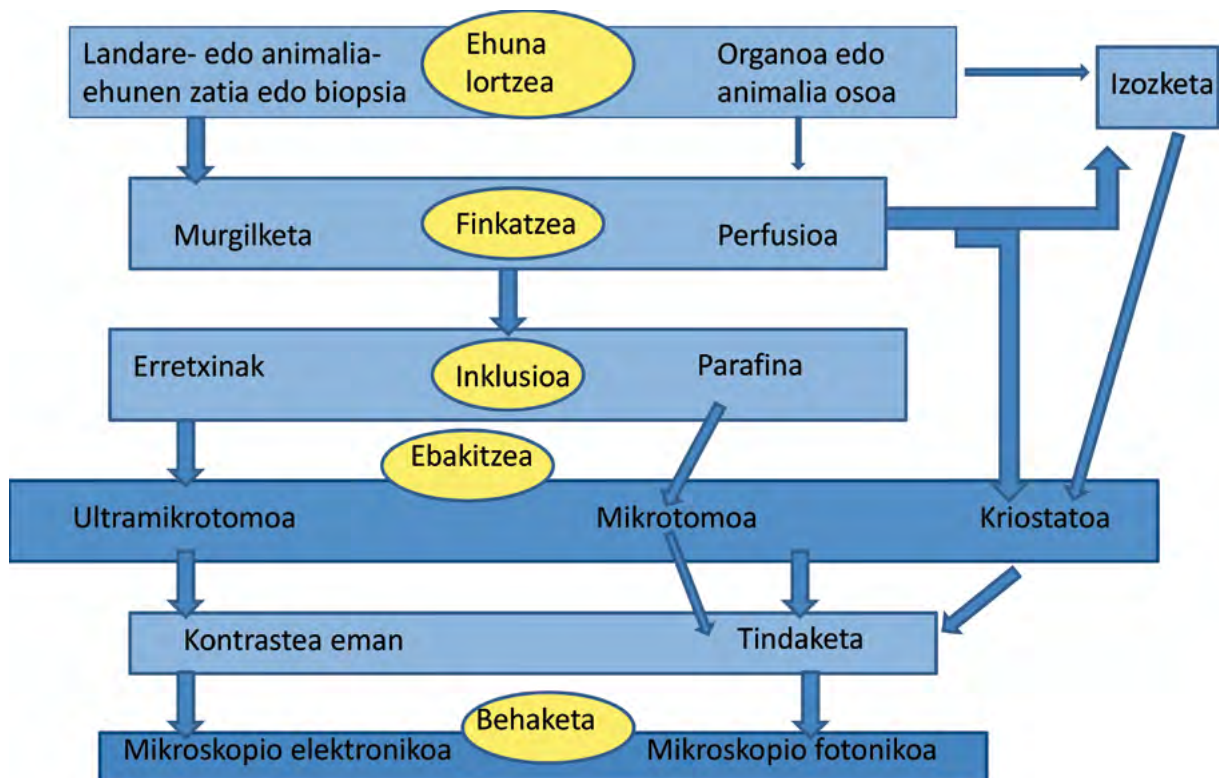 Landare- edo animalia-
ehunen zatia edo biopsia
Ehuna
lortzea
Organoa edo
animalia osoa
Izozketa
Murgilketa
Finkatzea
Perfusioa
Erretxinak
Inklusioa
Parafina
Ebakitzea
Ultramikrotomoa
Mikrotomoa
Kriostatoa
Kontrastea eman
Tindaketa
Behaketa
Mikroskopio elektronikoa
Mikroskopio fotonikoa